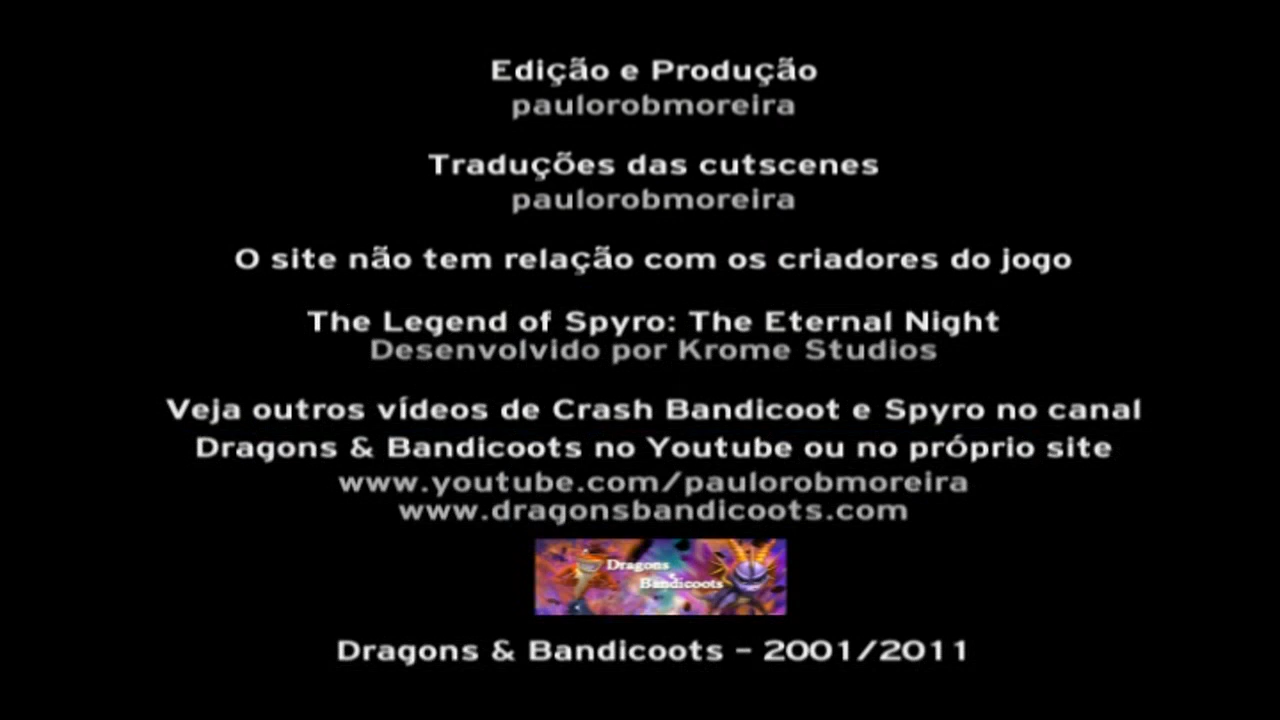 Edição e Produção
paulorobmoreira
Traduções das cutscenes
paulorobmoreira
O site não tem relação com os criadores do jogo
The Legend of Spyro: The Eternal Night
Desenvolvido por Krome Studios
Veja outros vídeos de Crash Bandicoot e Spyro no canal
Dragons & Bandicoots no Youtube ou no próprio site
www.youtube.com/paulorobmoreira
www.dragonsbandicoots.com
Dragons
Bandicoots
Dragons & Bandicoots - 2001/2011